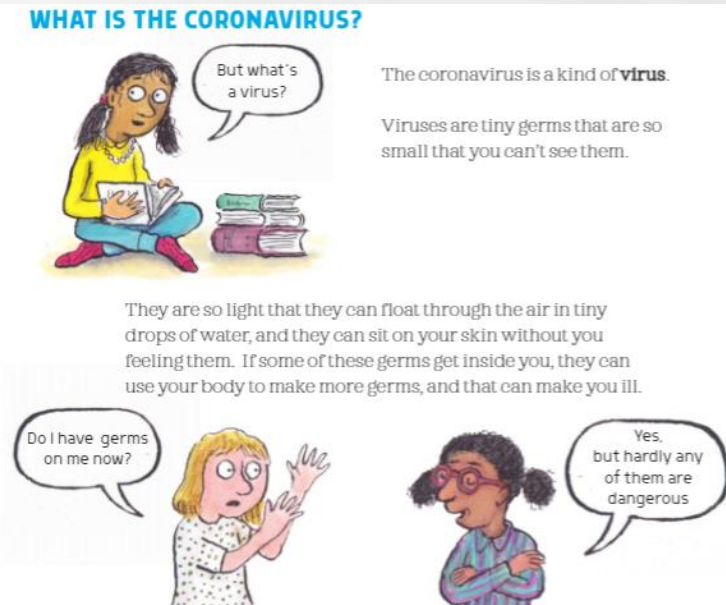 WHAT IS THE CORONAVIRUS?
But what's
a virus?
The coronavirus is a kind of virus.
Viruses are tiny germs that are so
small that you can't see them.
They are so light that they can float through the air in tiny
drops of water, and they can sit on your skin without you
feeling them. If some of these germs get inside you, they can
use your body to make more germs, and that can make you ill.
Do I have germs
on me now?
Yes,
but hardly any
of them are
dangerous